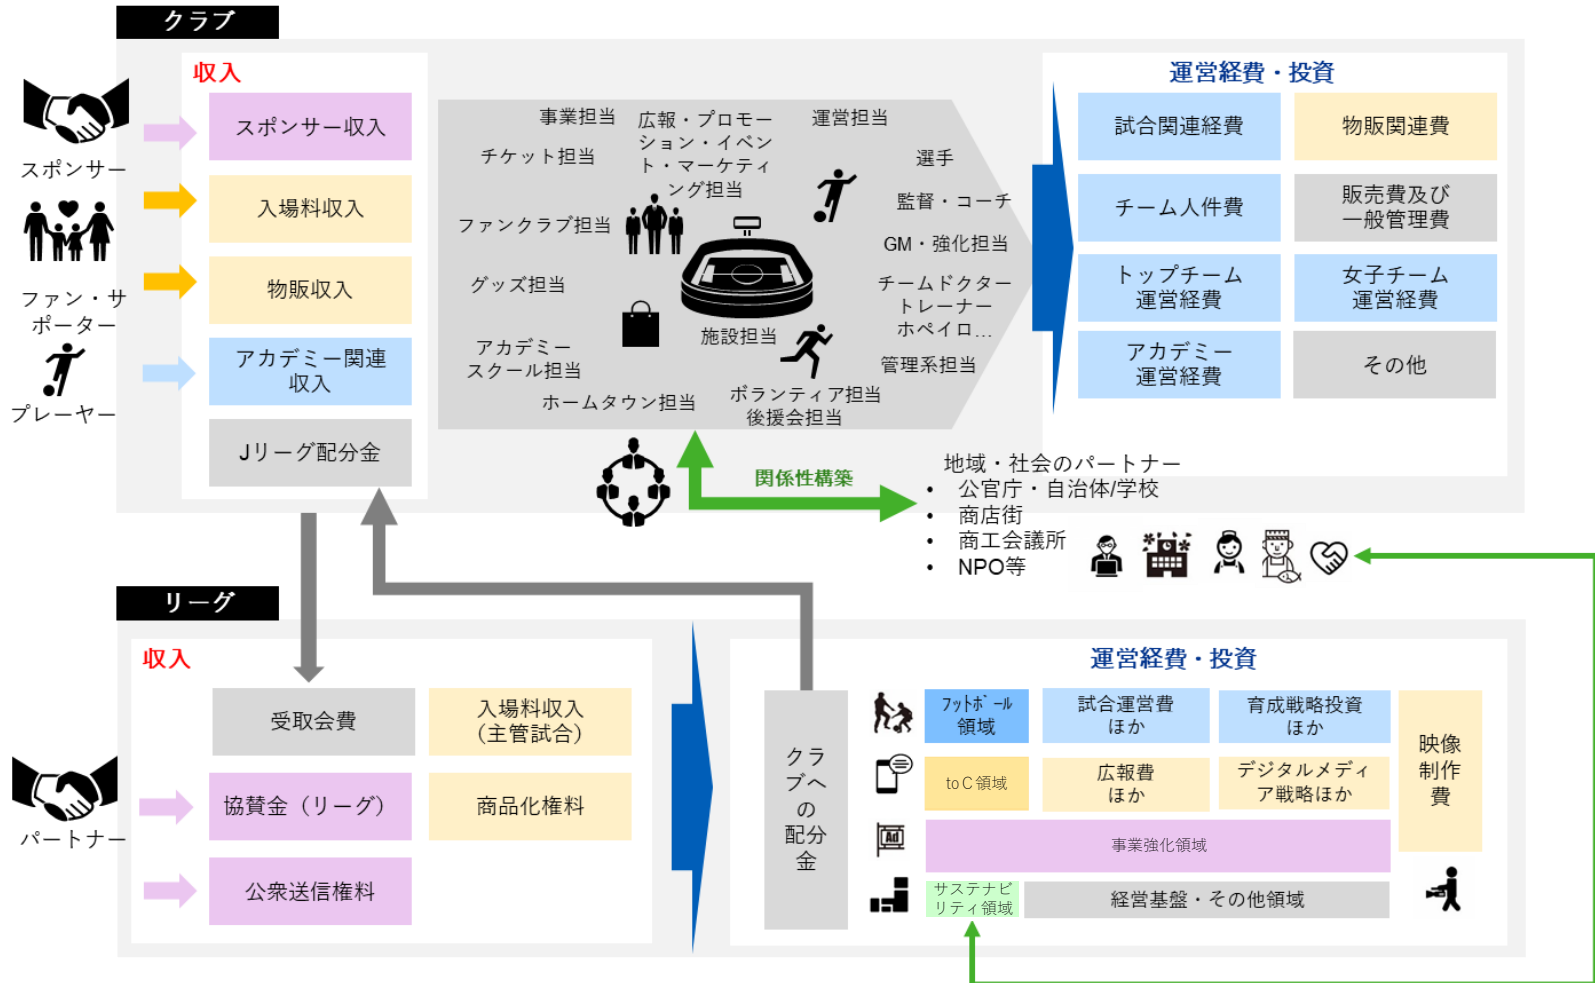 クラブ
収入
スポンサー
スポンサー収入
入場料収入
ファン・サ
ポーター
物販収入
プレーヤー
アカデミー関連
収入
Jリーグ配分金
事業担当
広報・プロモー
ション・イベン
ト・マーケティ
ング担当
運営担当
チケット担当
選手
監督・コーチ
ファンクラブ担当
GM・強化担当
グッズ担当
チームドクター
トレーナー
ホペイロ…
施設担当
アカデミー
スクール担当
管理系担当
ホームタウン担当
ボランティア担当
後援会担当
運営経費・投資
試合関連経費
物販関連費
チーム人件費
販売費及び
一般管理費
トップチーム
運営経費
女子チーム
運営経費
アカデミー
運営経費
その他
関係性構築
地域・社会のパートナー
• 公官庁・自治体/学校
• 商店街
• 商工会議所
• NPO等
リーグ
収入
受取会費
入場料収入
(主管試合)
パートナー
協賛金（リーグ）
商品化権料
公衆送信権料
運営経費・投資
クラ
ブへ
の
配分
金
ﾌｯﾄﾎﾞｰﾙ
領域
試合運営費
ほか
育成戦略投資
ほか
toC領域
広報費
ほか
デジタルメディ
ア戦略ほか
映像
制作
費
Ad
事業強化領域
サステナビ
リティ領域
経営基盤・その他領域